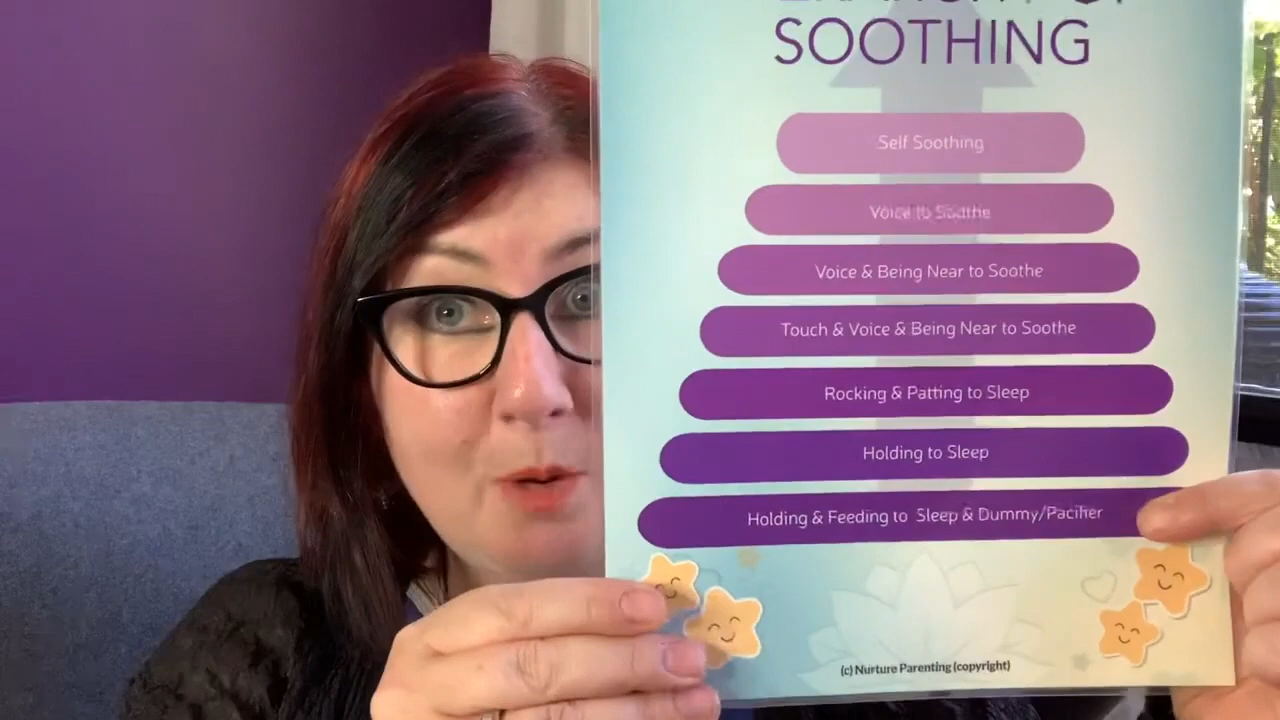 SOOTHING
Self Soothing
Voice to Soothe
Voice & Being Near to Soothe
Touch & Voice & Being Near to Soothe
Rocking & Patting to Sleep
Holding to Sleep
Holding & Feeding to Sleep & Dummy/Pacifier
(c) Nurture Parenting (copyright)